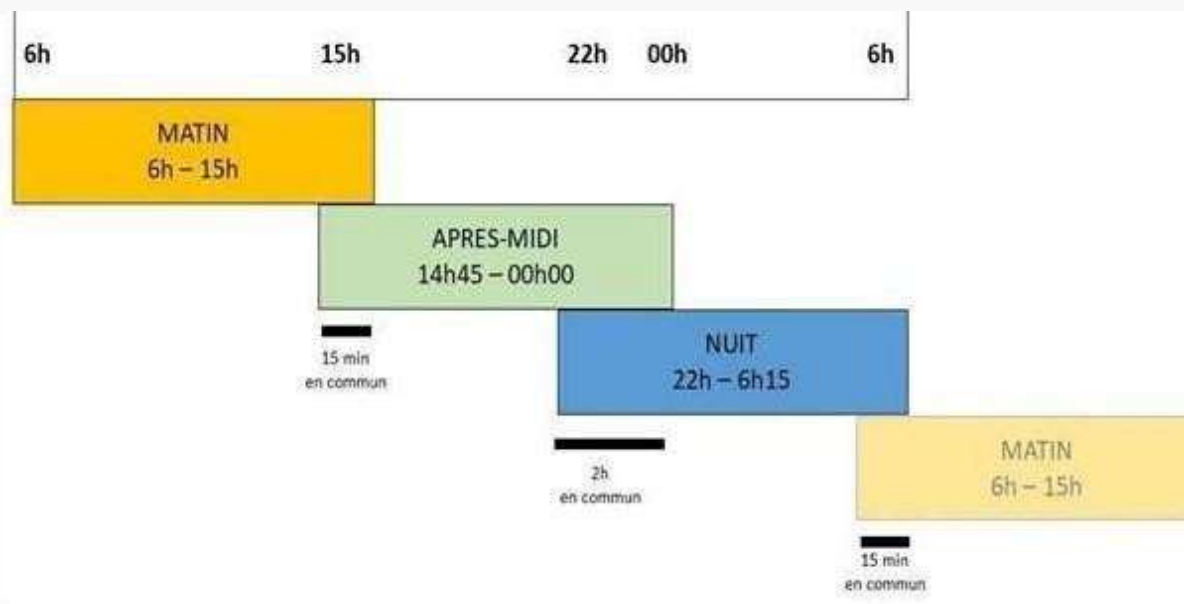 6h 15h 22h 00h 6h
MATIN
6h – 15h
APRES-MIDI
14h45 – 00h00
15 min
en commun
NUIT
22h – 6h15
2h
en commun
MATIN
6h – 15h
15 min
en commun